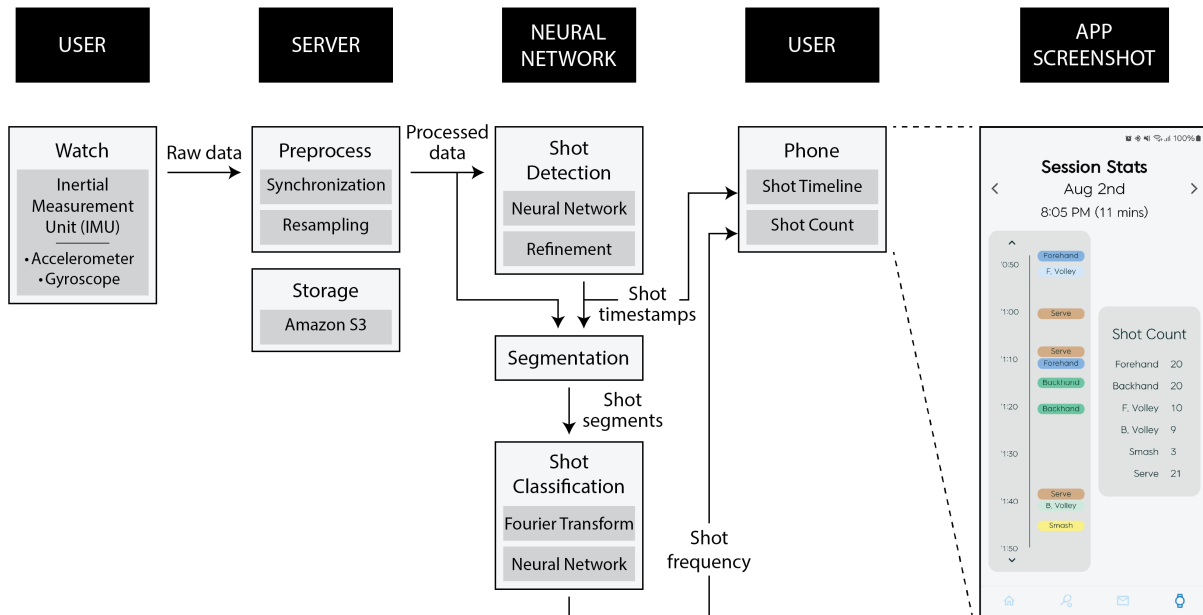 USER
SERVER
NEURAL
NETWORK
USER
APP
SCREENSHOT
Watch
Inertial
Measurement
Unit (IMU)
• Accelerometer
• Gyroscope
Raw data
Preprocess
Synchronization
Resampling
Storage
Amazon S3
Processed
data
Shot
Detection
Neural Network
Refinement
Shot
timestamps
Segmentation
Shot
segments
Shot
Classification
Fourier Transform
Neural Network
Shot
frequency
Phone
Shot Timeline
Shot Count
100%
Session Stats
Aug 2nd
8:05 PM (11 mins)
'0:50
Forehand
F. Volley
'1:00
Serve
'1:10
Serve
Forehand
Backhand
'1:20
Backhand
'1:30
'1:40
Serve
B. Volley
Smash
'1:50
Shot Count
Forehand 20
Backhand 20
F. Volley 10
B. Volley 9
Smash 3
Serve 21